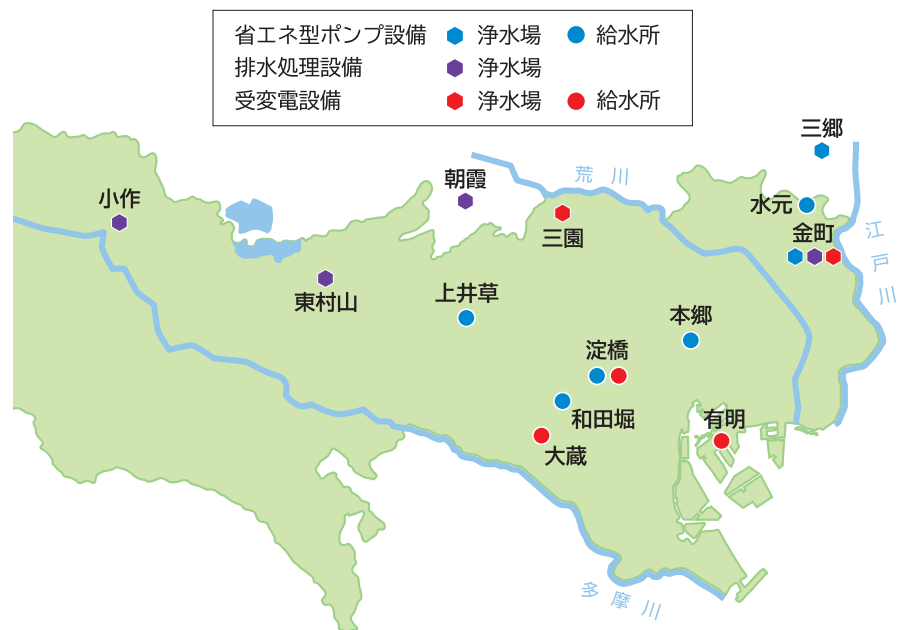 省エネ型ポンプ設備 浄水場 給水所
排水処理設備 浄水場
受変電設備 浄水場 給水所
三郷
小作
朝霞
荒川
水元
金町
三園
江戸川
東村山
上井草
本郷
淀橋
和田堀
有明
大蔵
多摩川